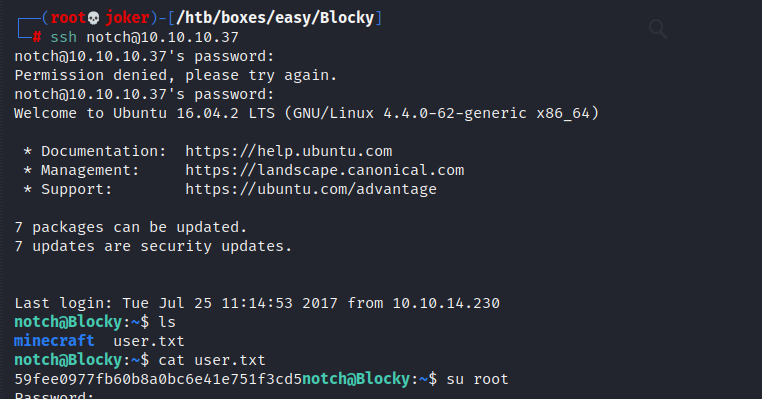 ┌──(root💀joker)-[/htb/boxes/easy/Blocky]
└─# ssh notch@10.10.10.37
notch@10.10.10.37's password:
Permission denied, please try again.
notch@10.10.10.37's password:
Welcome to Ubuntu 16.04.2 LTS (GNU/Linux 4.4.0-62-generic x86_64)
* Documentation:  https://help.ubuntu.com
* Management:     https://landscape.canonical.com
* Support:        https://ubuntu.com/advantage
7 packages can be updated.
7 updates are security updates.
Last login: Tue Jul 25 11:14:53 2017 from 10.10.14.230
notch@Blocky:~$ ls
minecraft  user.txt
notch@Blocky:~$ cat user.txt
59fee0977fb60b8a0bc6e41e751f3cd5notch@Blocky:~$ su root
Password: